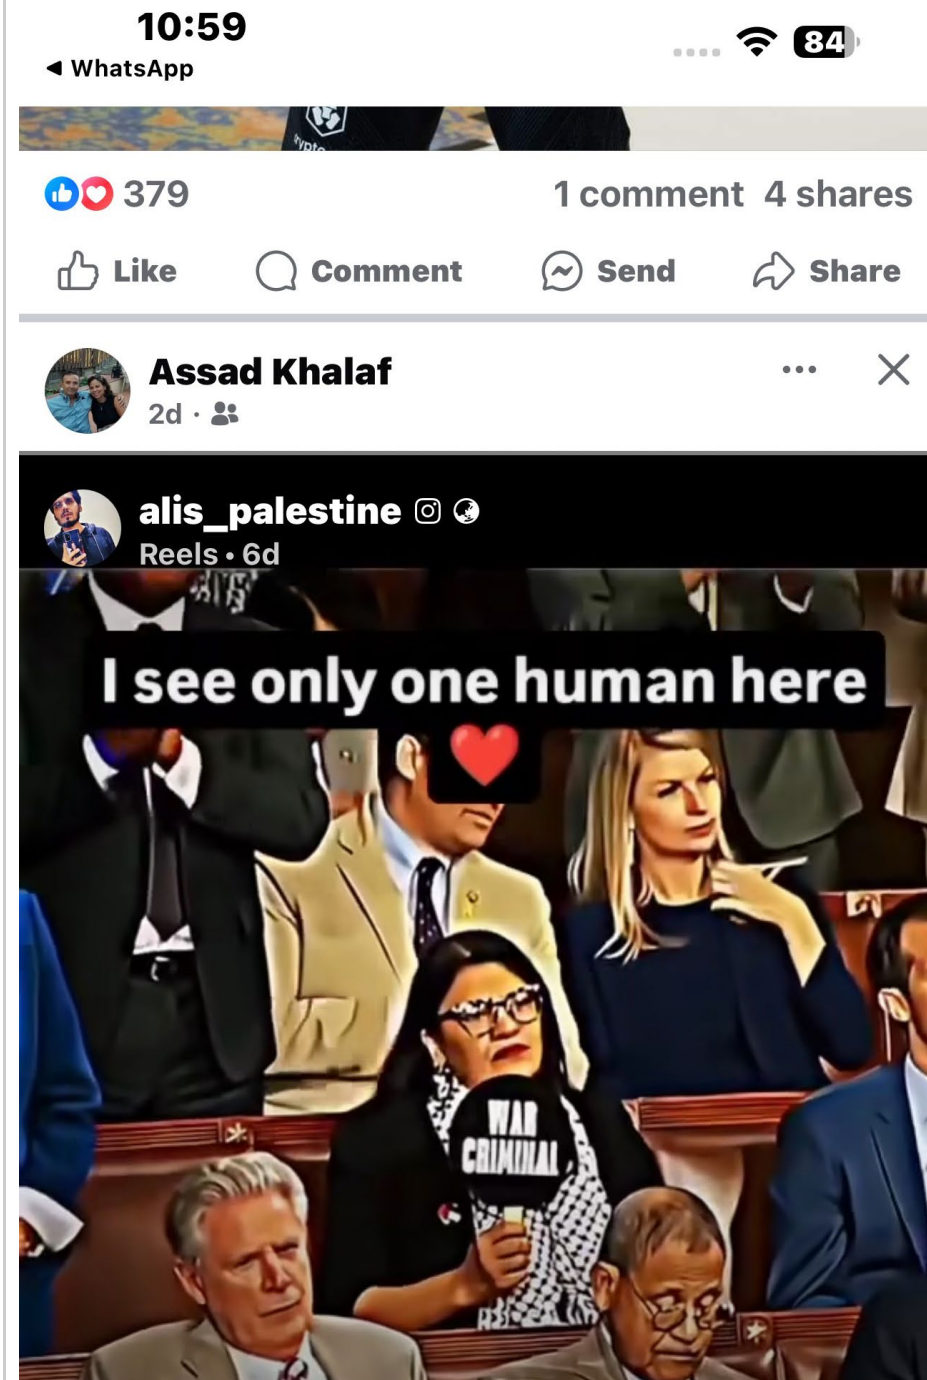 10:59
84
◀ WhatsApp
379
1 comment 4 shares
Like
Comment
Send
Share
Assad Khalaf
2d ·
alis_palestine
Reels • 6d
I see only one human here
❤️
WAR
CRIMINAL